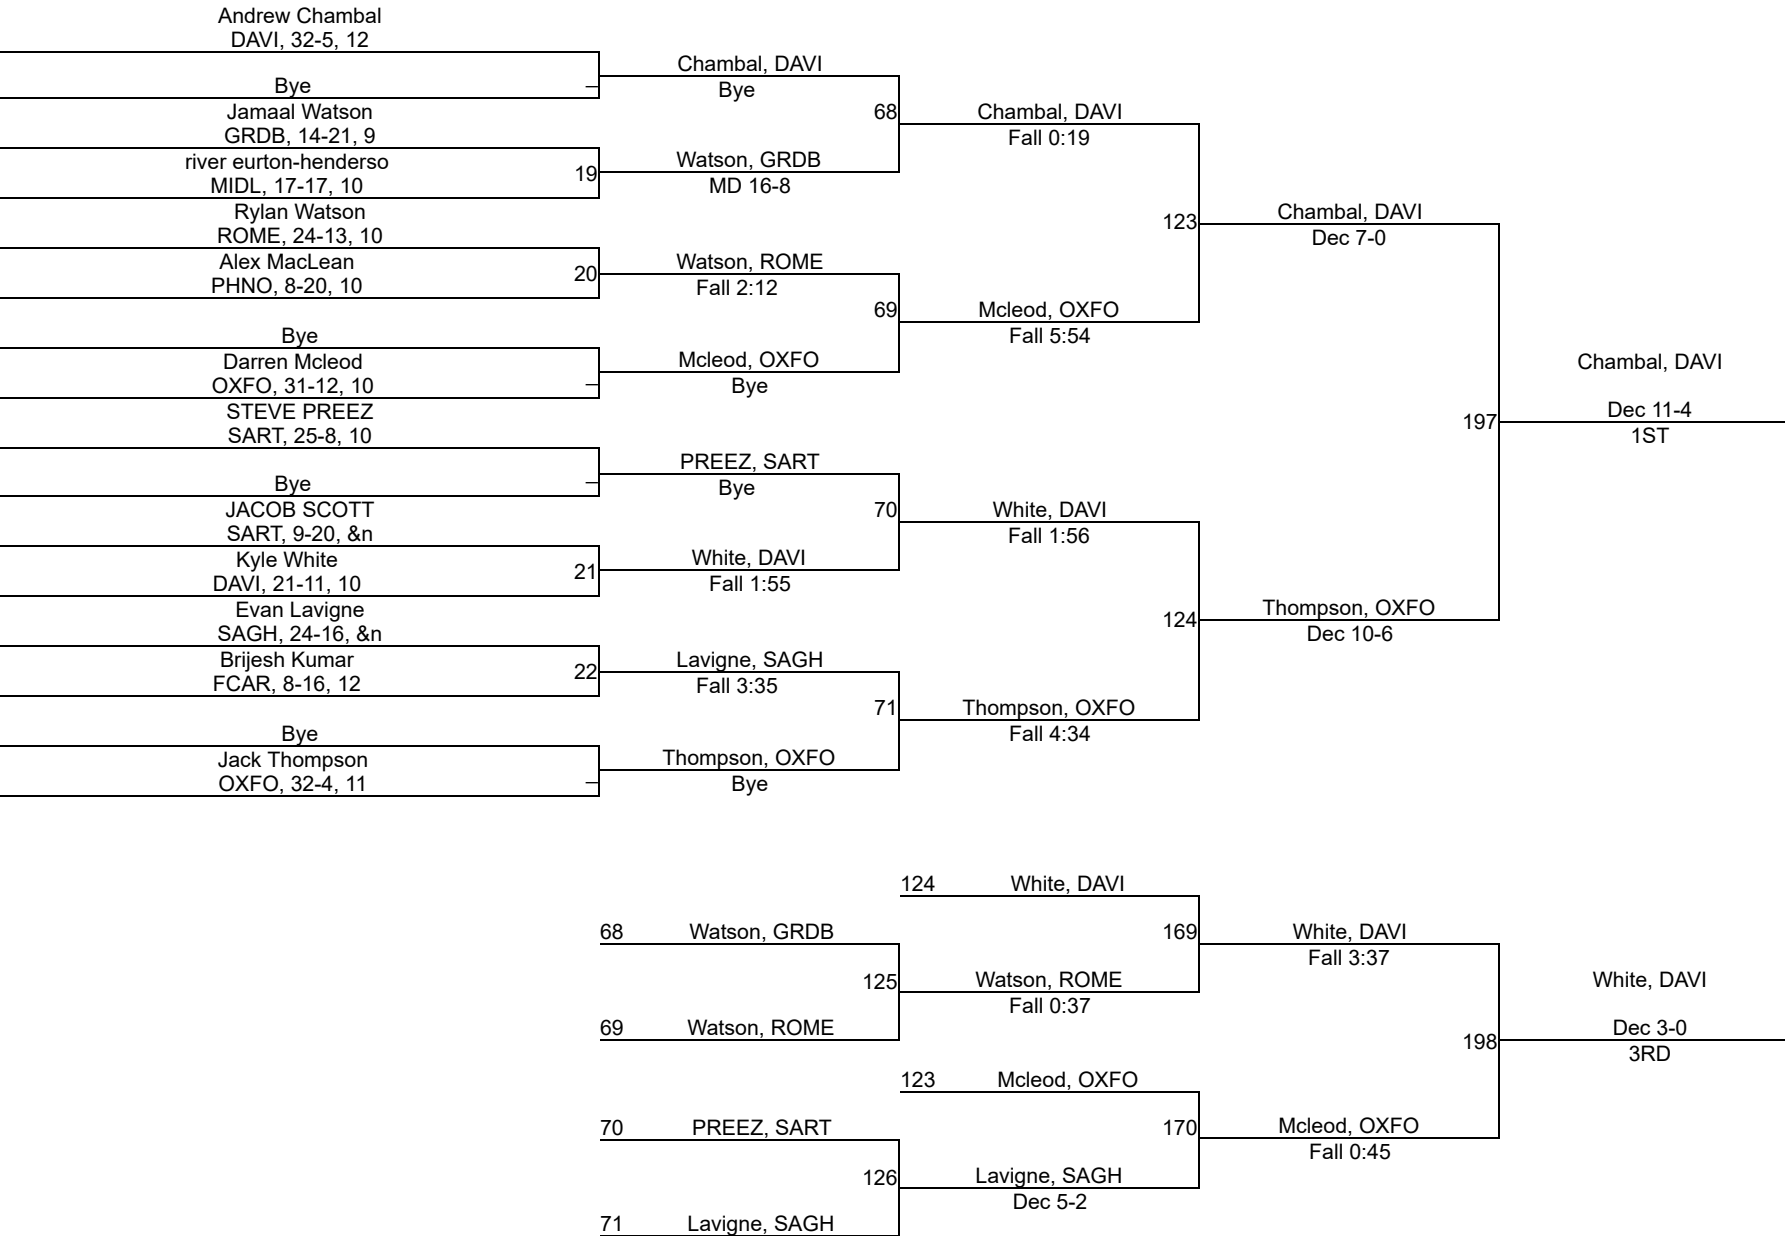 Andrew Chambal
DAVI, 32-5, 12
Bye
–
Jamaal Watson
GRDB, 14-21, 9
river eurton-henderso
MIDL, 17-17, 10
19
Rylan Watson
ROME, 24-13, 10
Alex MacLean
PHNO, 8-20, 10
20
Bye
Darren Mcleod
OXFO, 31-12, 10
–
STEVE PREEZ
SART, 25-8, 10
Bye
–
JACOB SCOTT
SART, 9-20, &n
Kyle White
DAVI, 21-11, 10
21
Evan Lavigne
SAGH, 24-16, &n
Brijesh Kumar
FCAR, 8-16, 12
22
Bye
Jack Thompson
OXFO, 32-4, 11
–
Chambal, DAVI
Bye
68
Watson, GRDB
MD 16-8
Watson, ROME
Fall 2:12
69
Mcleod, OXFO
Bye
PREEZ, SART
Bye
70
White, DAVI
Fall 1:55
Lavigne, SAGH
Fall 3:35
71
Thompson, OXFO
Bye
Chambal, DAVI
Fall 0:19
123
Mcleod, OXFO
Fall 5:54
White, DAVI
Fall 1:56
124
Thompson, OXFO
Fall 4:34
Chambal, DAVI
Dec 7-0
197
Thompson, OXFO
Dec 10-6
Chambal, DAVI
Dec 11-4
1ST
68 Watson, GRDB
125
69 Watson, ROME
70 PREEZ, SART
126
71 Lavigne, SAGH
124 White, DAVI
169
Watson, ROME
Fall 0:37
123 Mcleod, OXFO
170
Lavigne, SAGH
Dec 5-2
White, DAVI
Fall 3:37
198
Mcleod, OXFO
Fall 0:45
White, DAVI
Dec 3-0
3RD